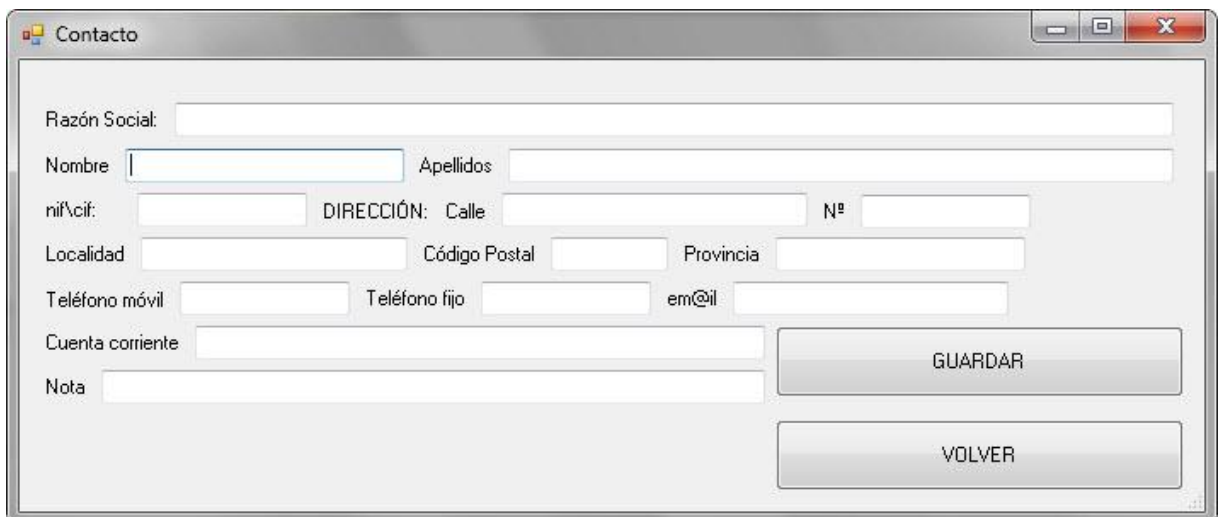 Contacto
Razón Social:
Nombre Apellidos
nif\cif: DIRECCIÓN: Calle Nº
Localidad Código Postal Provincia
Teléfono móvil Teléfono fijo em@il
Cuenta corriente
GUARDAR
Nota
VOLVER